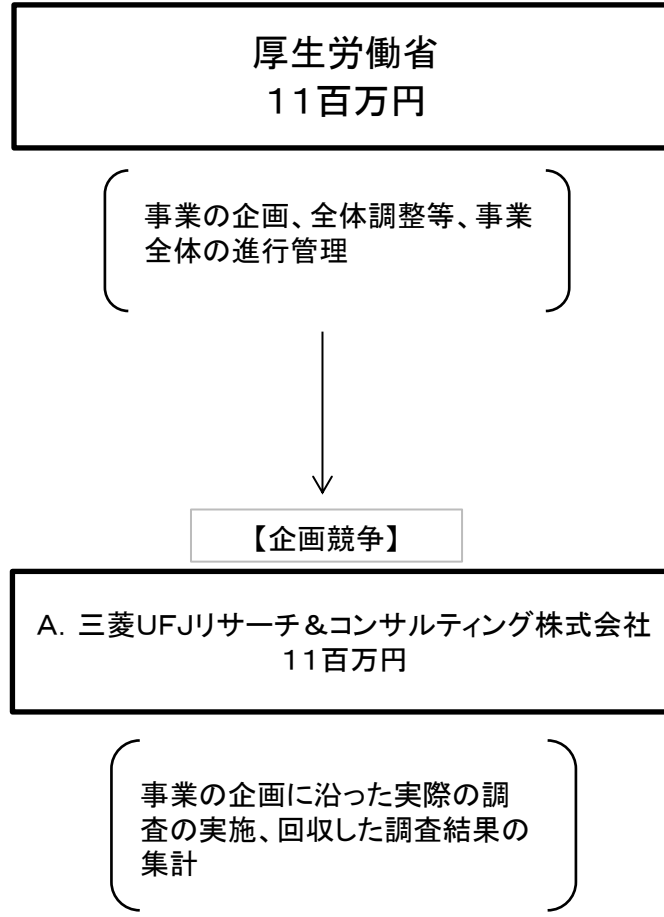 厚生労働省
11百万円
事業の企画、全体調整等、事業
全体の進行管理
【企画競争】
A．三菱UFJリサーチ＆コンサルティング株式会社
11百万円
事業の企画に沿った実際の調
査の実施、回収した調査結果の
集計